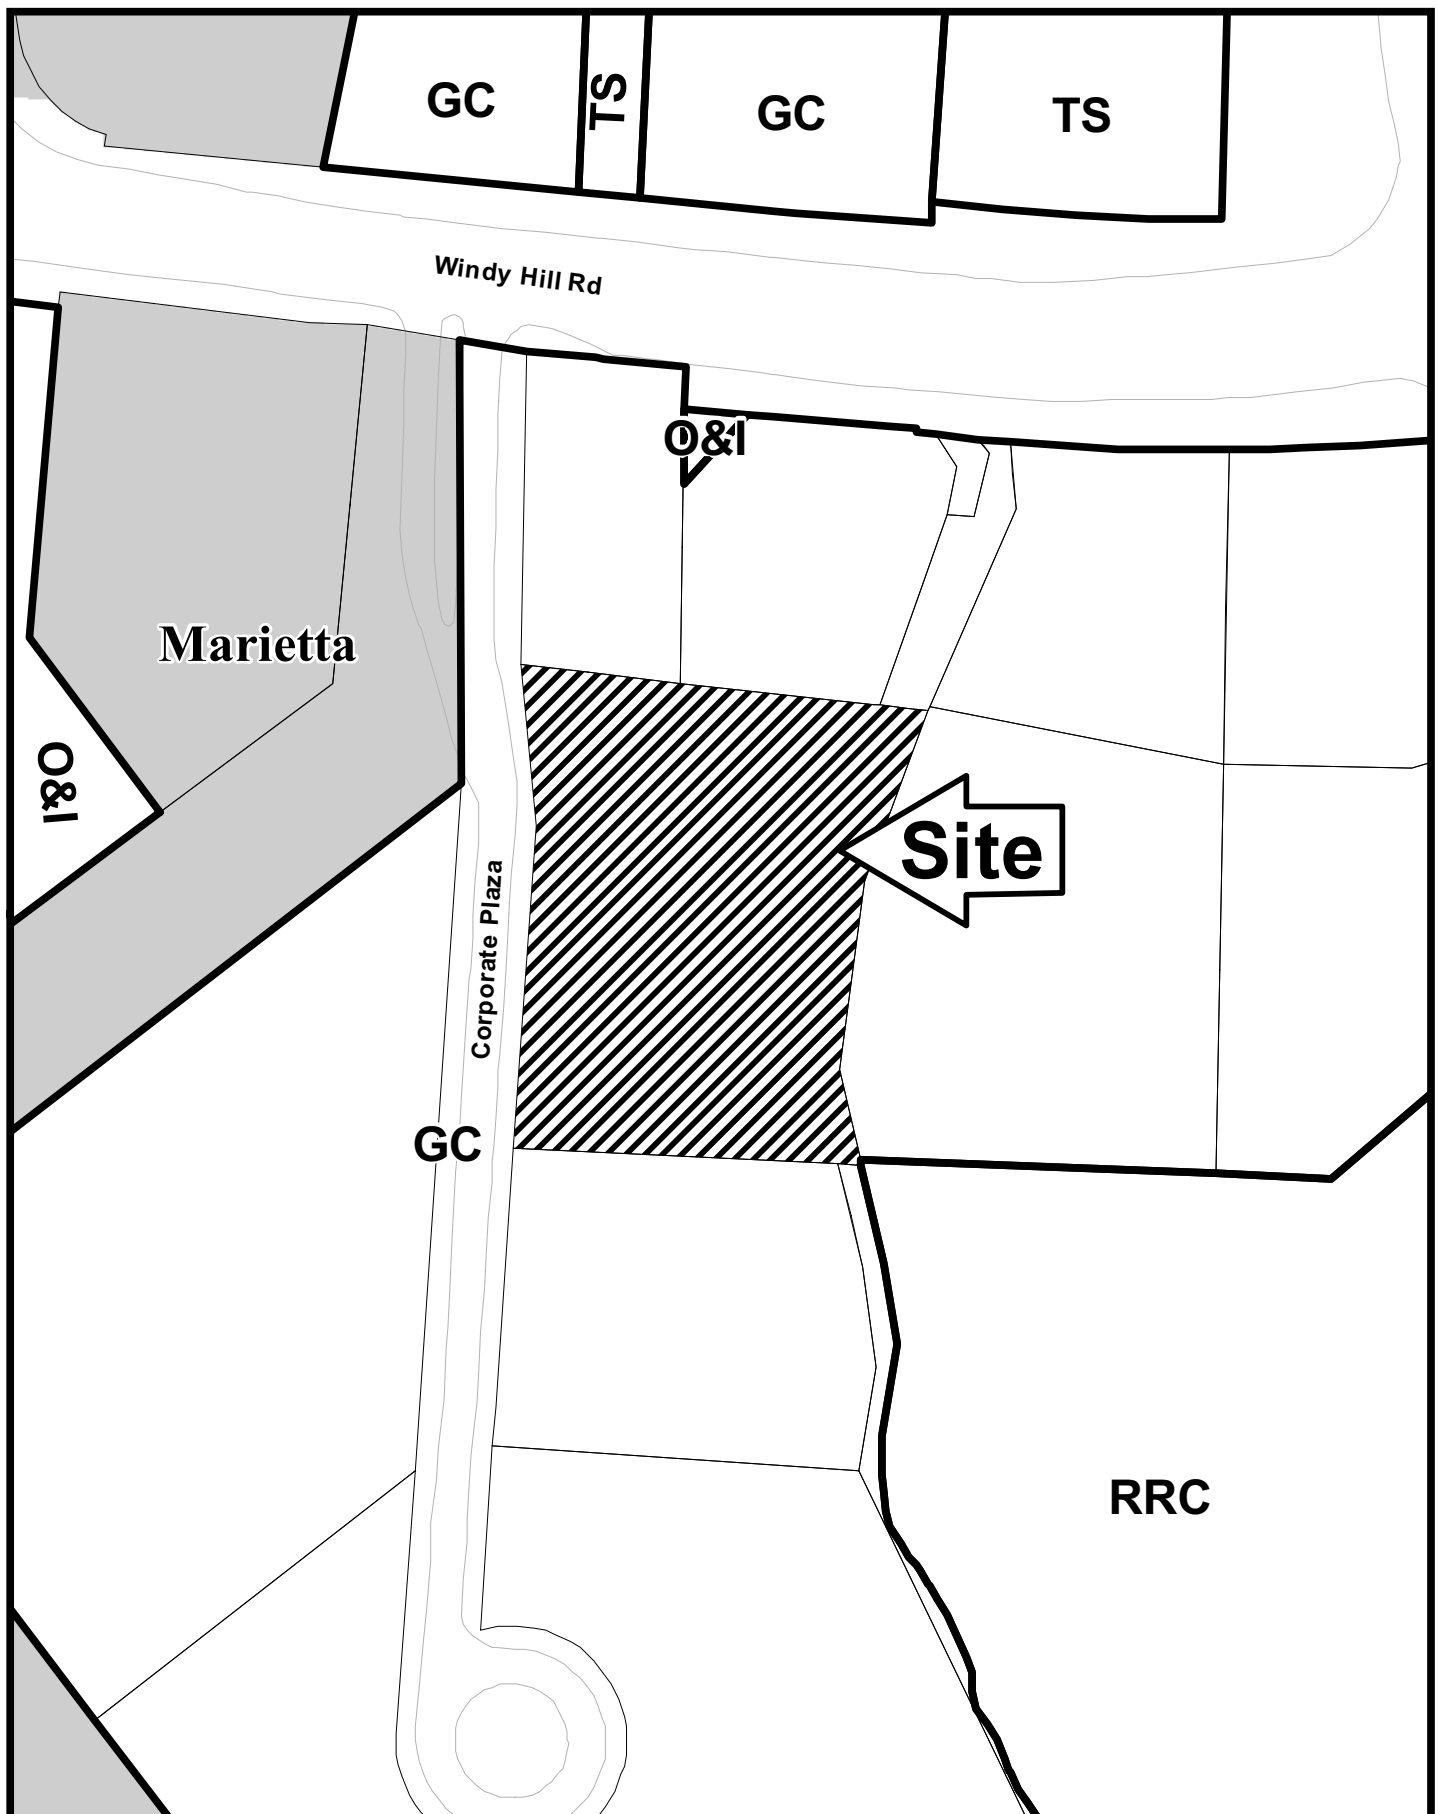 GC
TS
GC
TS
Windy Hill Rd
O&I
Marietta
O&I
Site
Corporate Plaza
GC
RRC